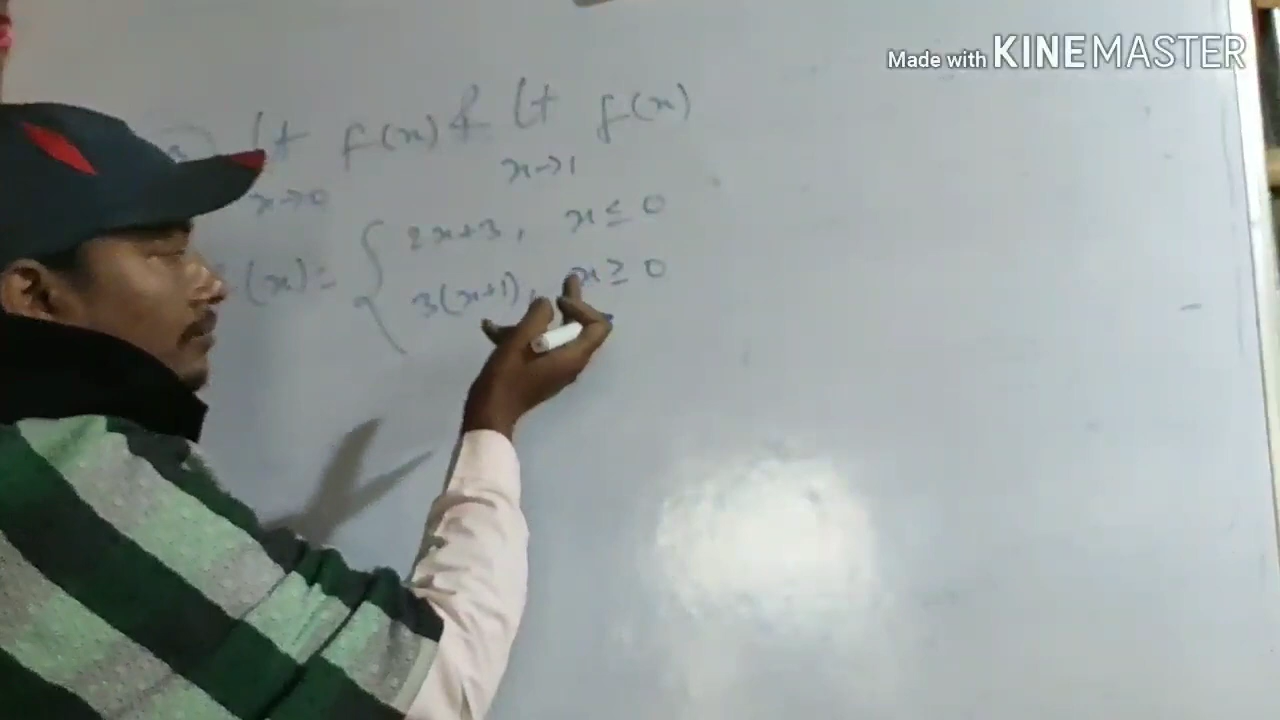 Made with KINEMASTER
lt f(x) & lt f(x)
x→0 x→1
(x) = { 2x+3, x ≤ 0
3(x+1), x ≥ 0